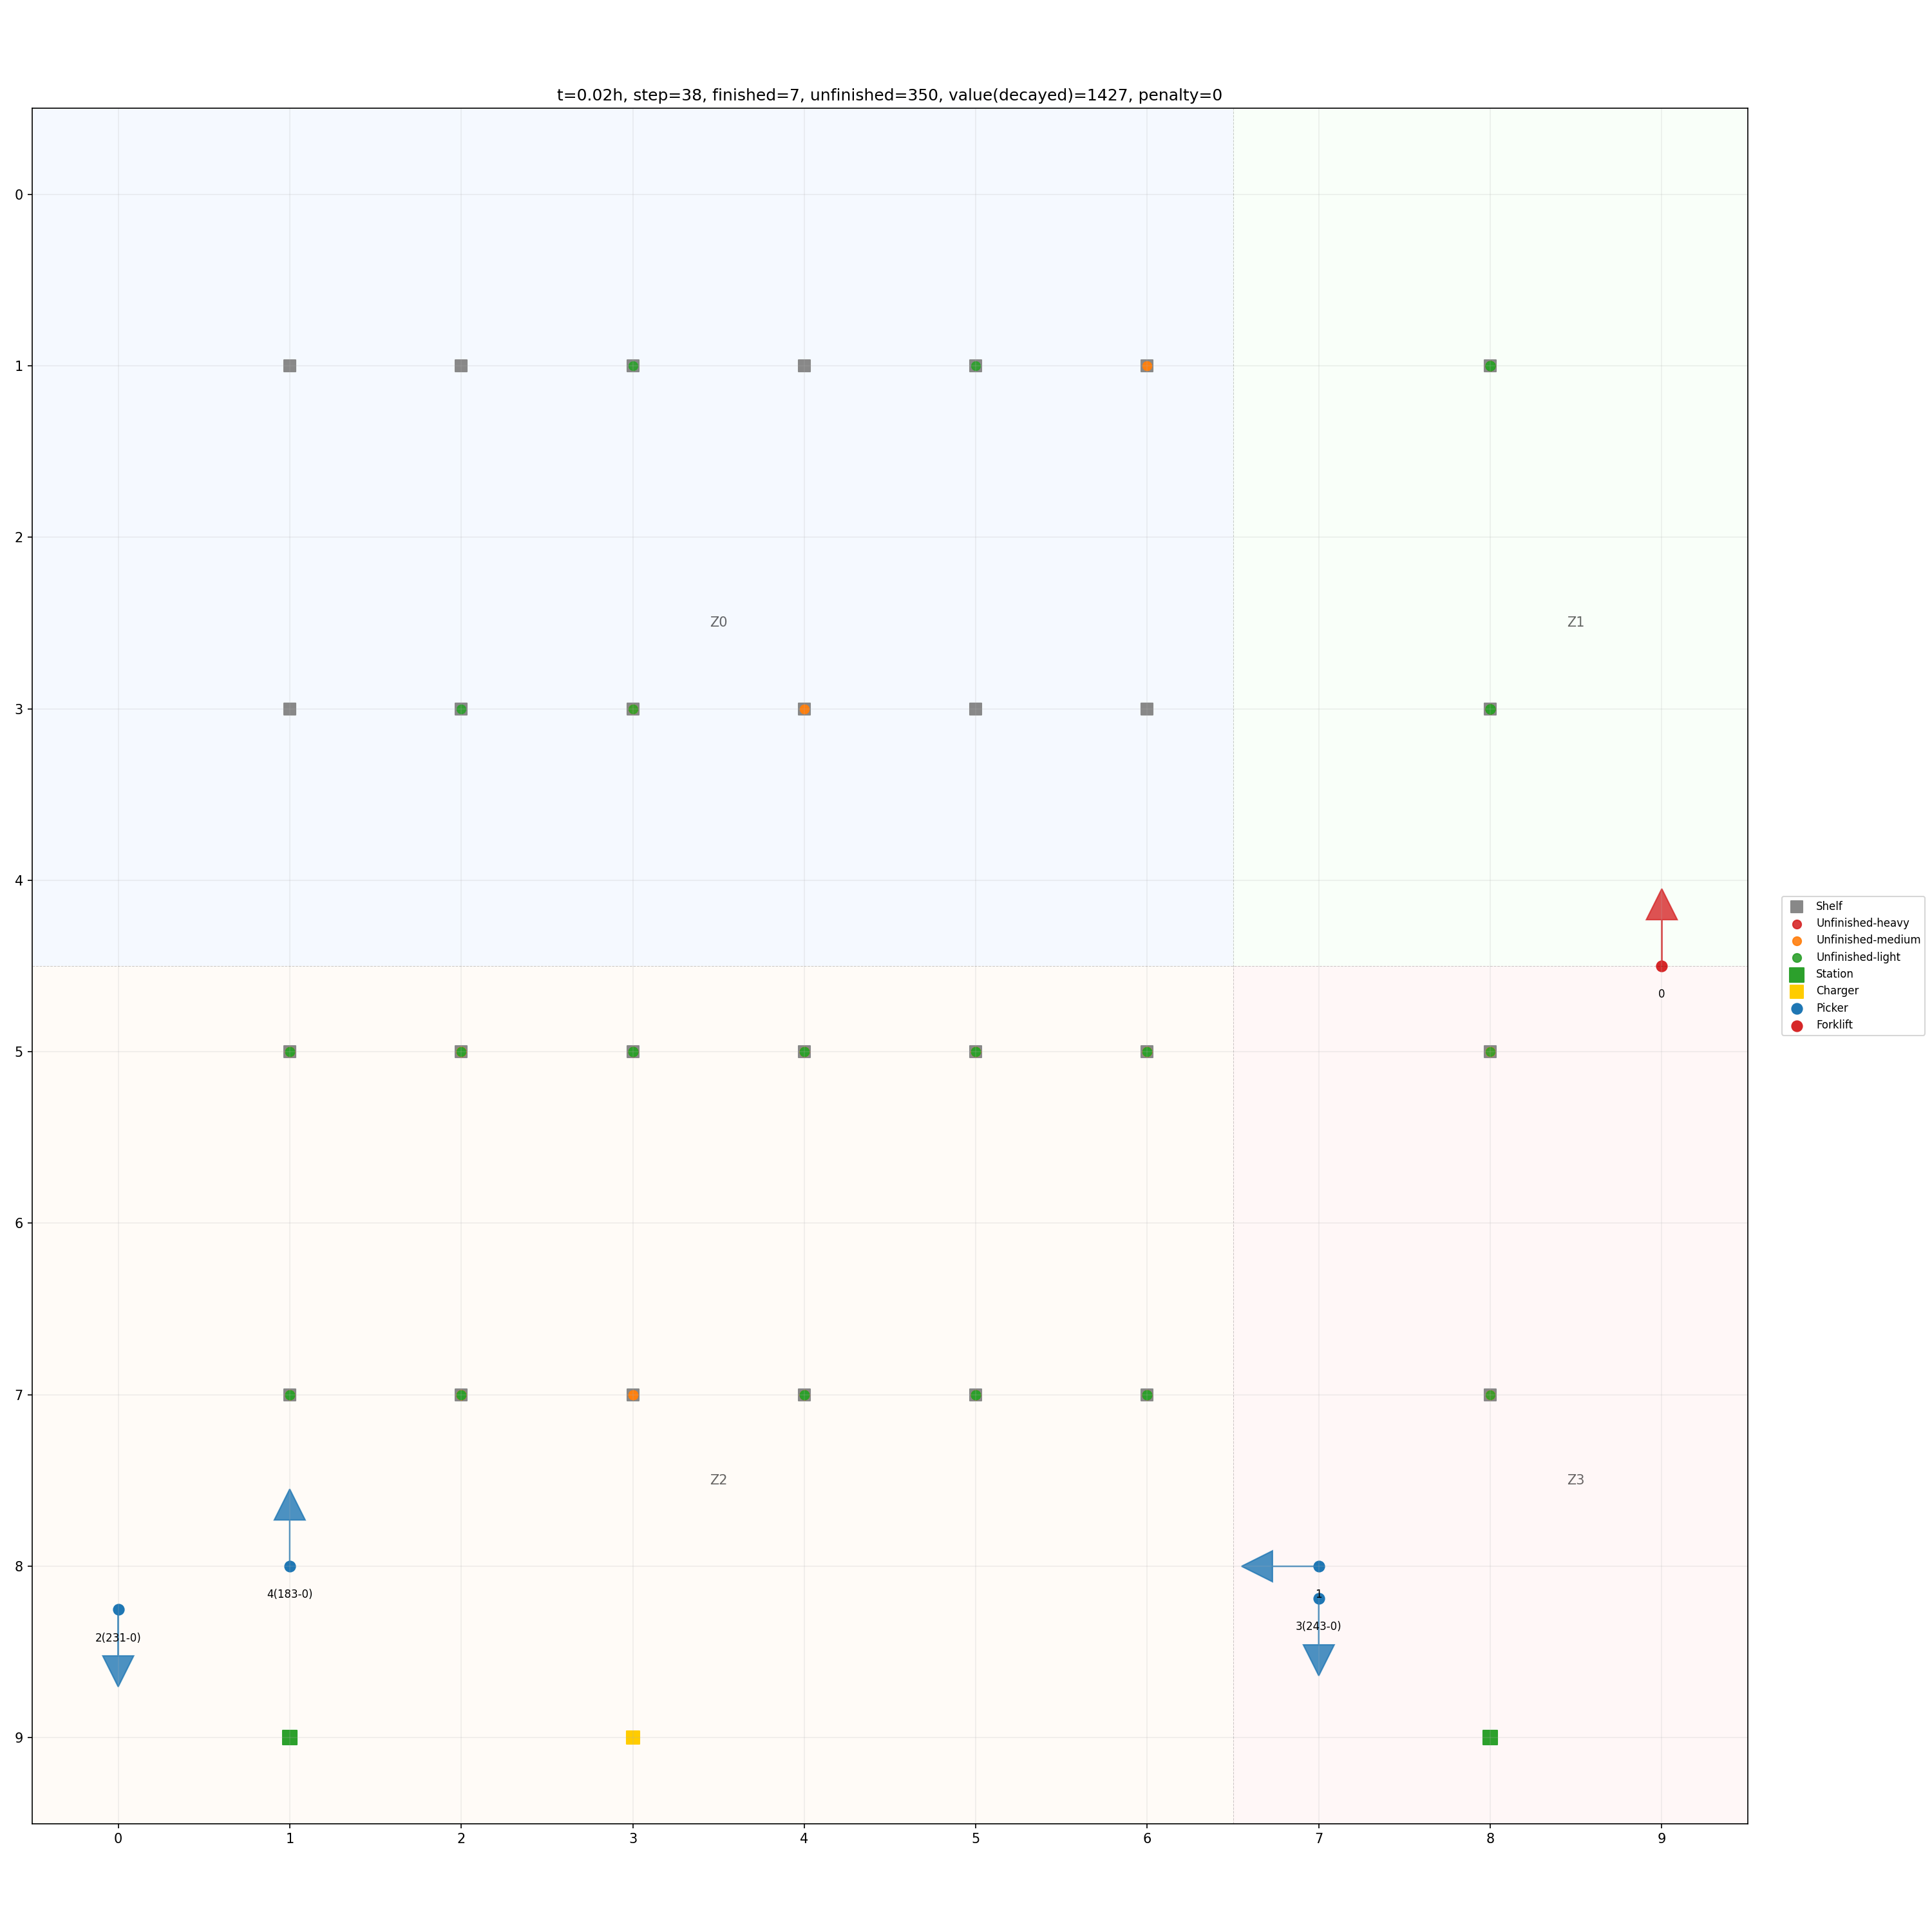 t=0.02h, step=38, finished=7, unfinished=350, value(decayed)=1427, penalty=0
0
1
2
Z0
Z1
3
4
0
5
6
7
Z2
Z3
8
4(183-0)
1
3(243-0)
2(231-0)
9
0 1 2 3 4 5 6 7 8 9
Shelf
Unfinished-heavy
Unfinished-medium
Unfinished-light
Station
Charger
Picker
Forklift